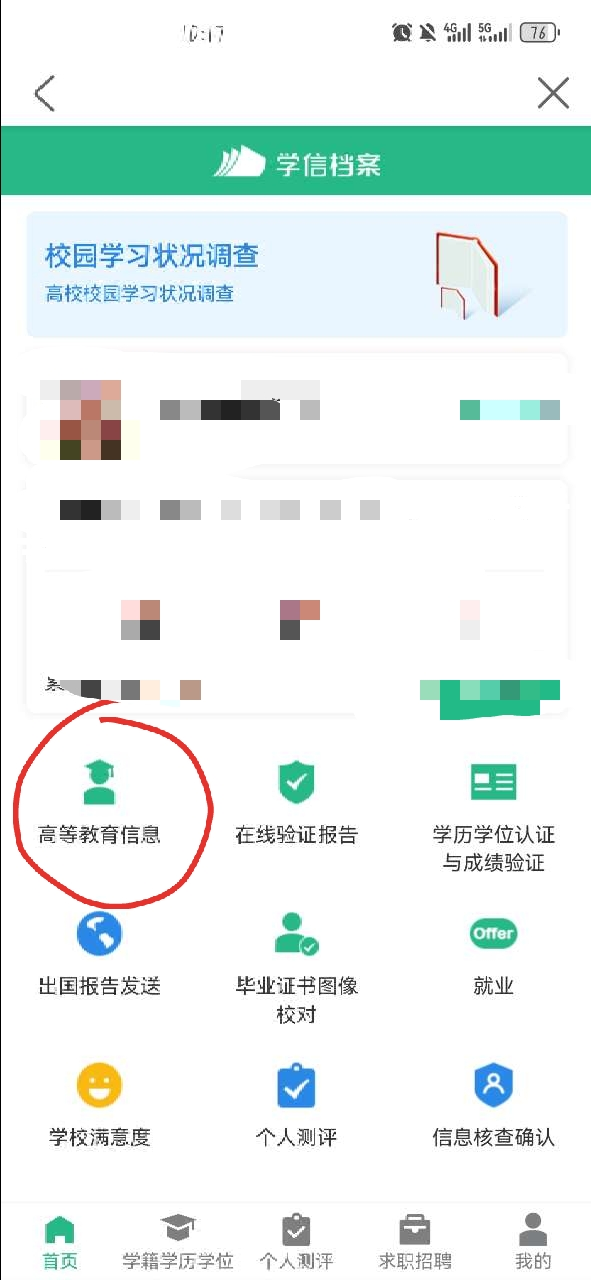 10:17
4G
5G
76
学信档案
校园学习状况调查
高校校园学习状况调查
高等教育信息
在线验证报告
学历学位认证
与成绩验证
出国报告发送
毕业证书图像
校对
Offer
就业
学校满意度
个人测评
信息核查确认
首页
学籍学历学位
个人测评
求职招聘
我的